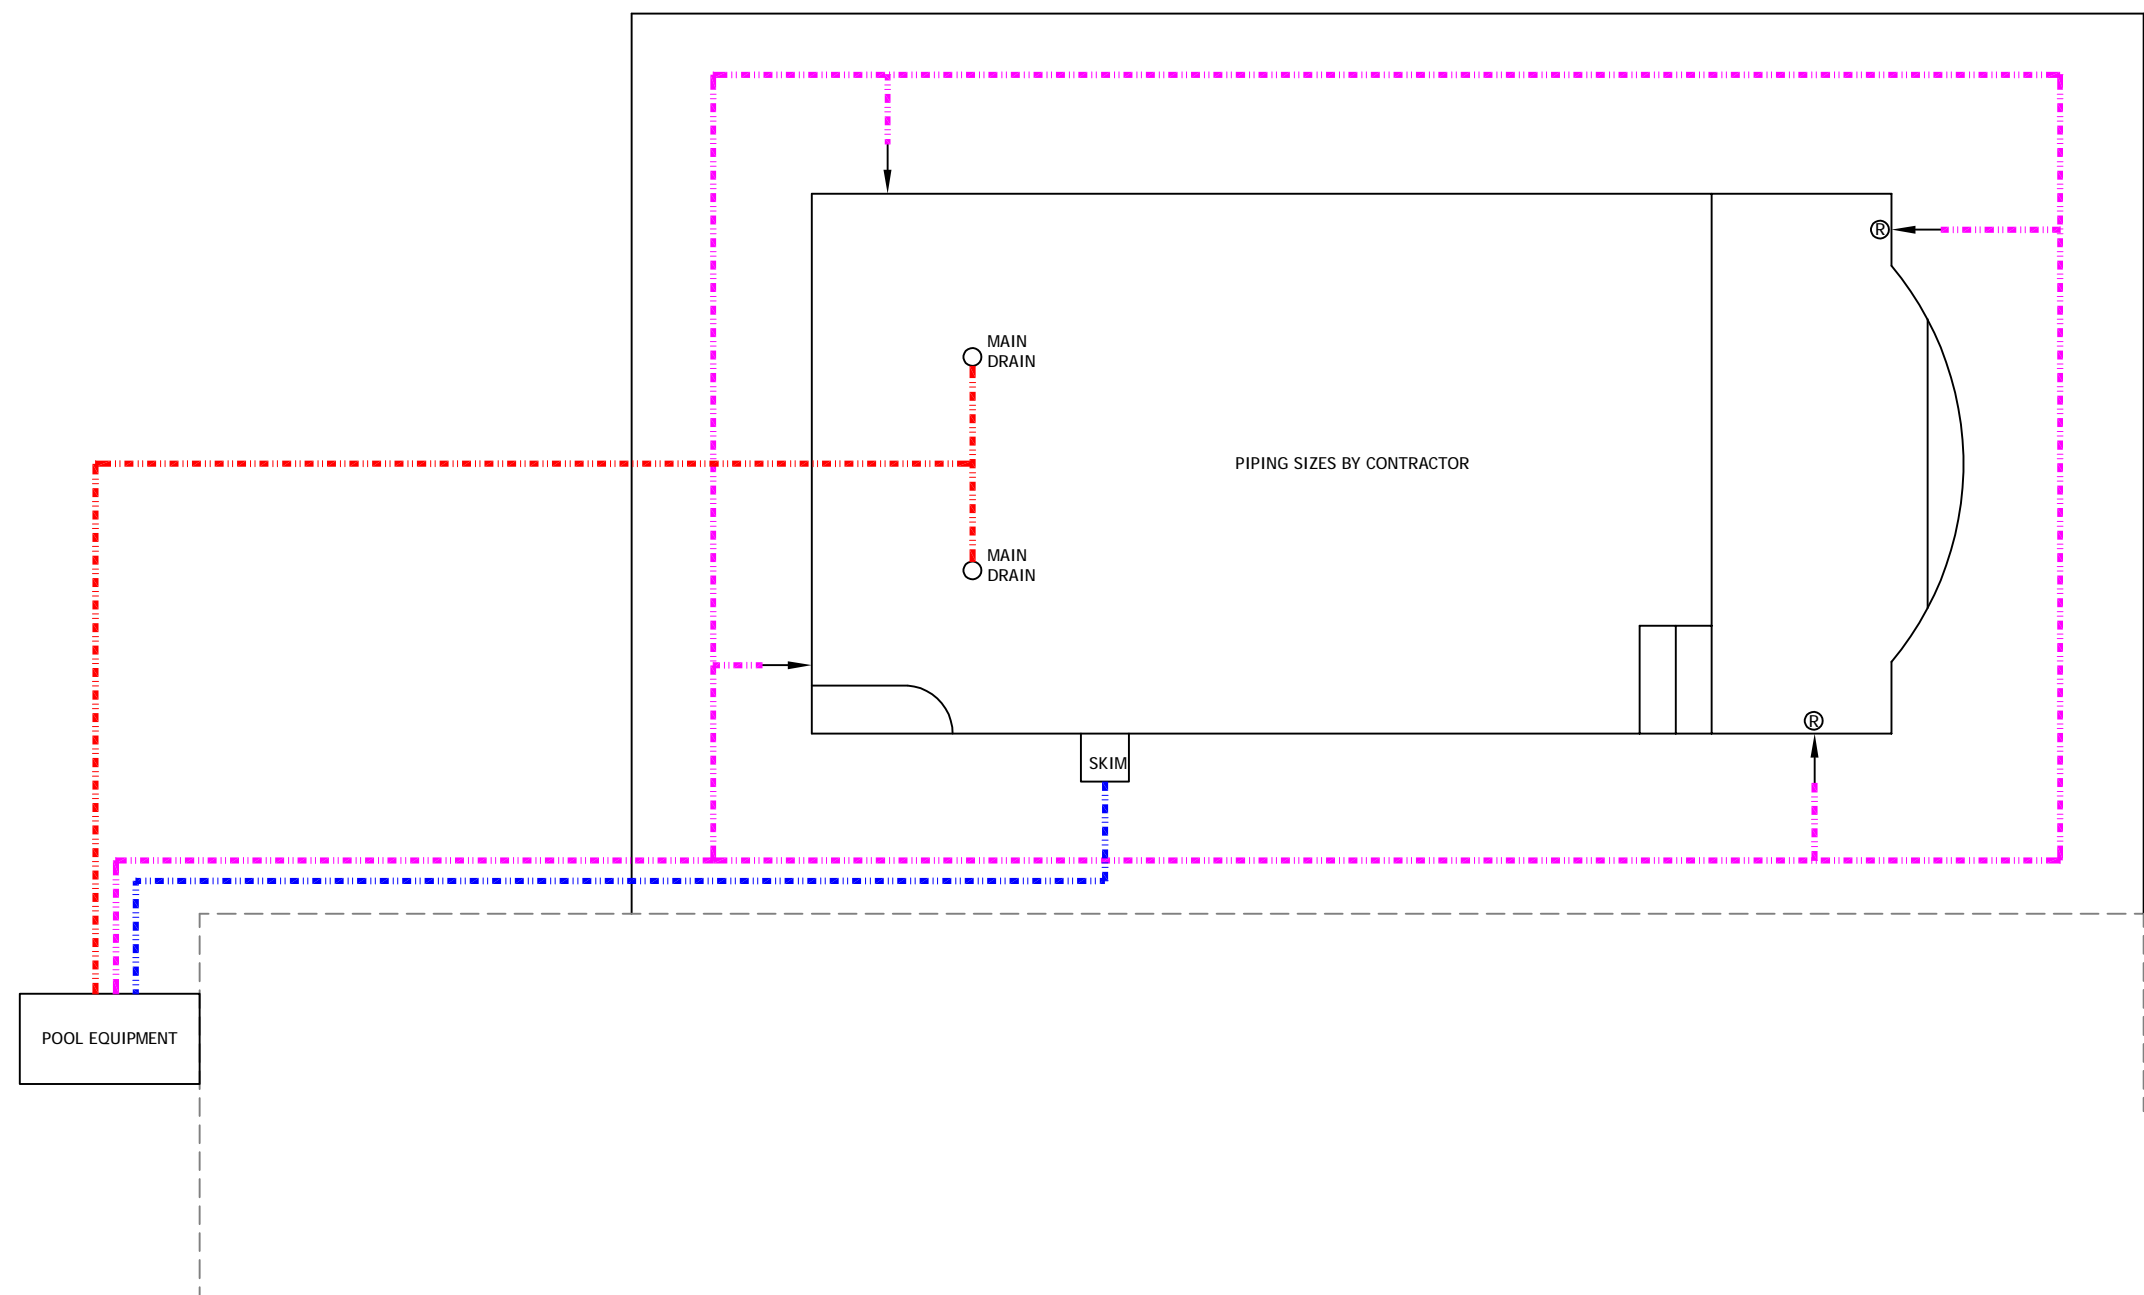 Ⓡ
MAIN
DRAIN
PIPING SIZES BY CONTRACTOR
MAIN
DRAIN
Ⓡ
SKIM
POOL EQUIPMENT